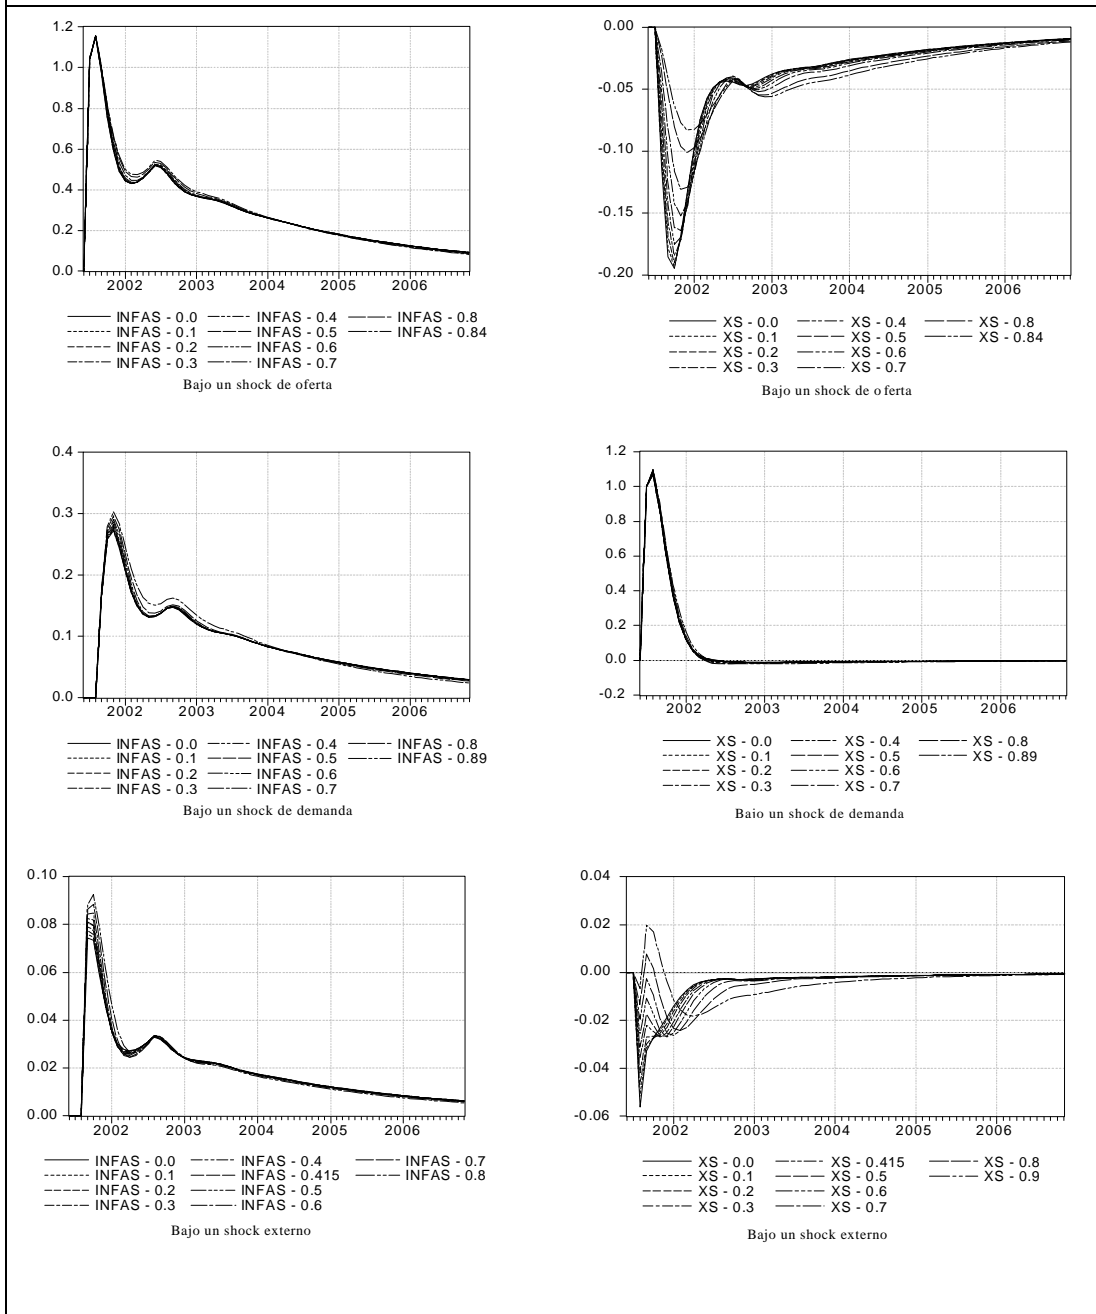 1.2
1.0
0.8
0.6
0.4
0.2
0.0
2002 2003 2004 2005 2006
INFAS - 0.0 INFAS - 0.4 INFAS - 0.8
INFAS - 0.1 INFAS - 0.5 INFAS - 0.84
INFAS - 0.2 INFAS - 0.6
INFAS - 0.3 INFAS - 0.7
Bajo un shock de oferta
0.00
-0.05
-0.10
-0.15
-0.20
2002 2003 2004 2005 2006
XS - 0.0 XS - 0.4 XS - 0.8
XS - 0.1 XS - 0.5 XS - 0.84
XS - 0.2 XS - 0.6
XS - 0.3 XS - 0.7
Bajo un shock de oferta
0.4
0.3
0.2
0.1
0.0
2002 2003 2004 2005 2006
INFAS - 0.0 INFAS - 0.4 INFAS - 0.8
INFAS - 0.1 INFAS - 0.5 INFAS - 0.89
INFAS - 0.2 INFAS - 0.6
INFAS - 0.3 INFAS - 0.7
Bajo un shock de demanda
1.2
1.0
0.8
0.6
0.4
0.2
0.0
-0.2
2002 2003 2004 2005 2006
XS - 0.0 XS - 0.4 XS - 0.8
XS - 0.1 XS - 0.5 XS - 0.89
XS - 0.2 XS - 0.6
XS - 0.3 XS - 0.7
Baio un shock de demanda
0.10
0.08
0.06
0.04
0.02
0.00
2002 2003 2004 2005 2006
INFAS - 0.0 INFAS - 0.4 INFAS - 0.7
INFAS - 0.1 INFAS - 0.415 INFAS - 0.8
INFAS - 0.2 INFAS - 0.5
INFAS - 0.3 INFAS - 0.6
Bajo un shock externo
0.04
0.02
0.00
-0.02
-0.04
-0.06
2002 2003 2004 2005 2006
XS - 0.0 XS - 0.415 XS - 0.8
XS - 0.1 XS - 0.5 XS - 0.9
XS - 0.2 XS - 0.6
XS - 0.3 XS - 0.7
Bajo un shock externo